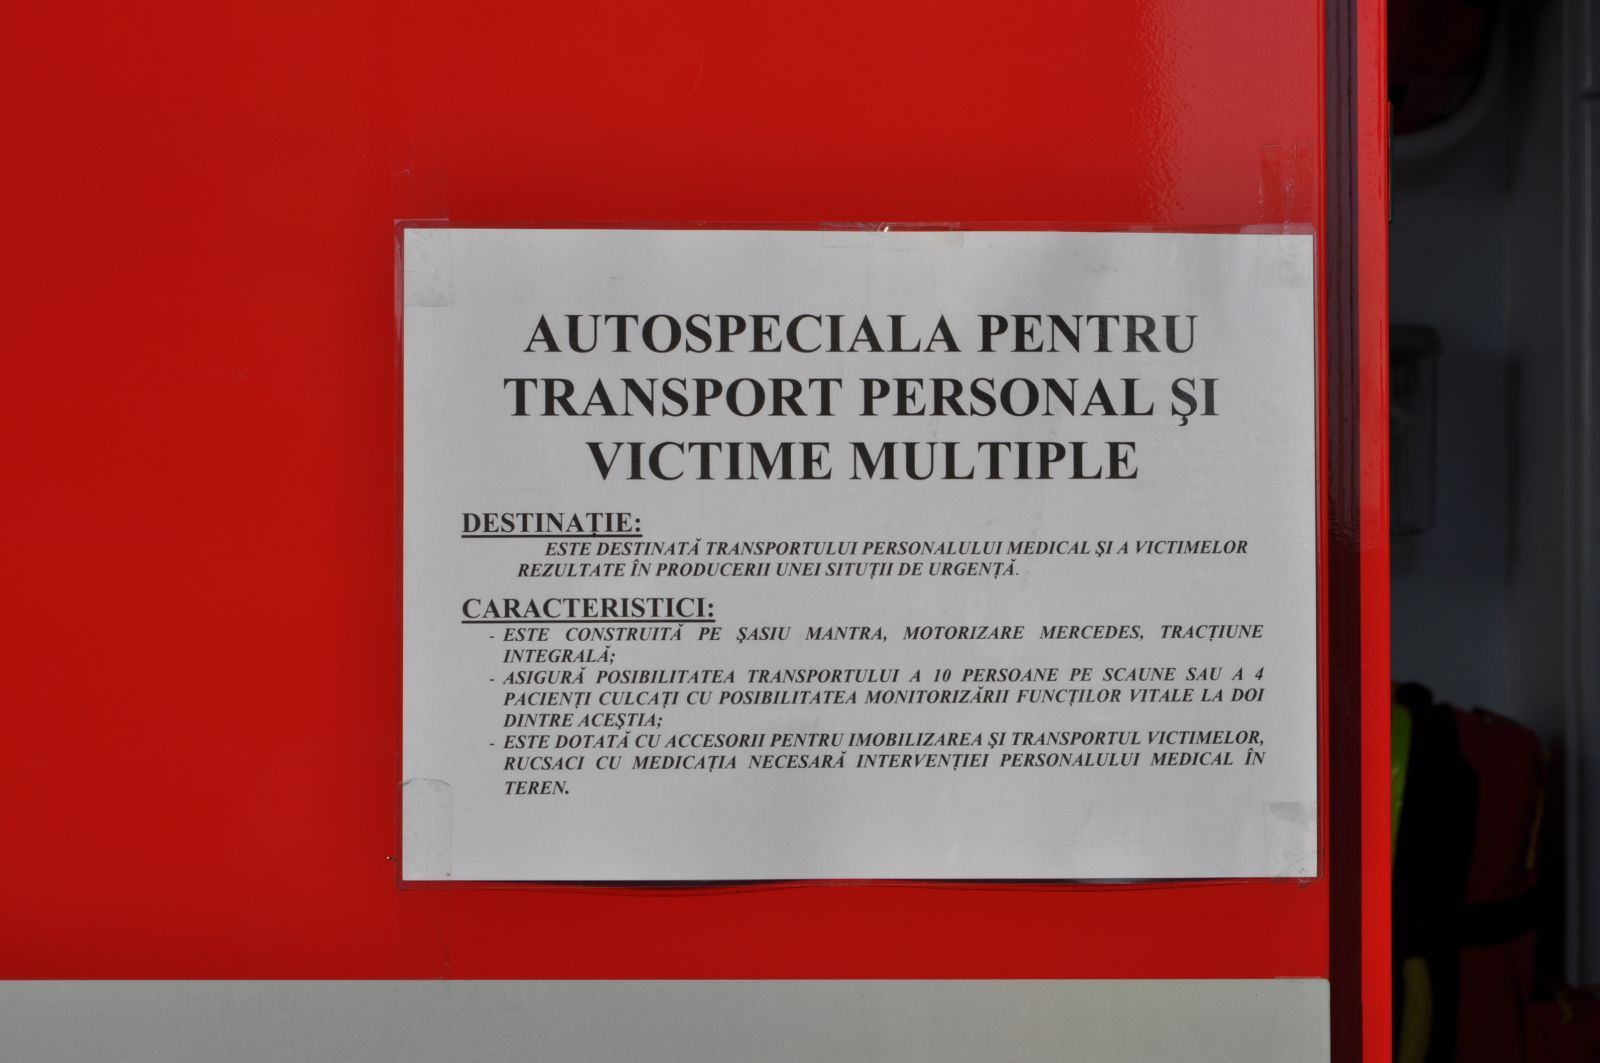 AUTOSPECIALA PENTRU
TRANSPORT PERSONAL ŞI
VICTIME MULTIPLE
DESTINAŢIE:
ESTE DESTINATĂ TRANSPORTULUI PERSONALULUI MEDICAL ŞI A VICTIMELOR
REZULTATE ÎN PRODUCERII UNEI SITUŢII DE URGENŢĂ.
CARACTERISTICI:
- ESTE CONSTRUITĂ PE ŞASIU MANTRA, MOTORIZARE MERCEDES, TRACŢIUNE
INTEGRALĂ;
- ASIGURĂ POSIBILITATEA TRANSPORTULUI A 10 PERSOANE PE SCAUNE SAU A 4
PACIENŢI CULCAŢI CU POSIBILITATEA MONITORIZĂRII FUNCŢILOR VITALE LA DOI
DINTRE ACEŞTIA;
- ESTE DOTATĂ CU ACCESORII PENTRU IMOBILIZAREA ŞI TRANSPORTUL VICTIMELOR,
RUCSACI CU MEDICAŢIA NECESARĂ INTERVENŢIEI PERSONALULUI MEDICAL ÎN
TEREN.